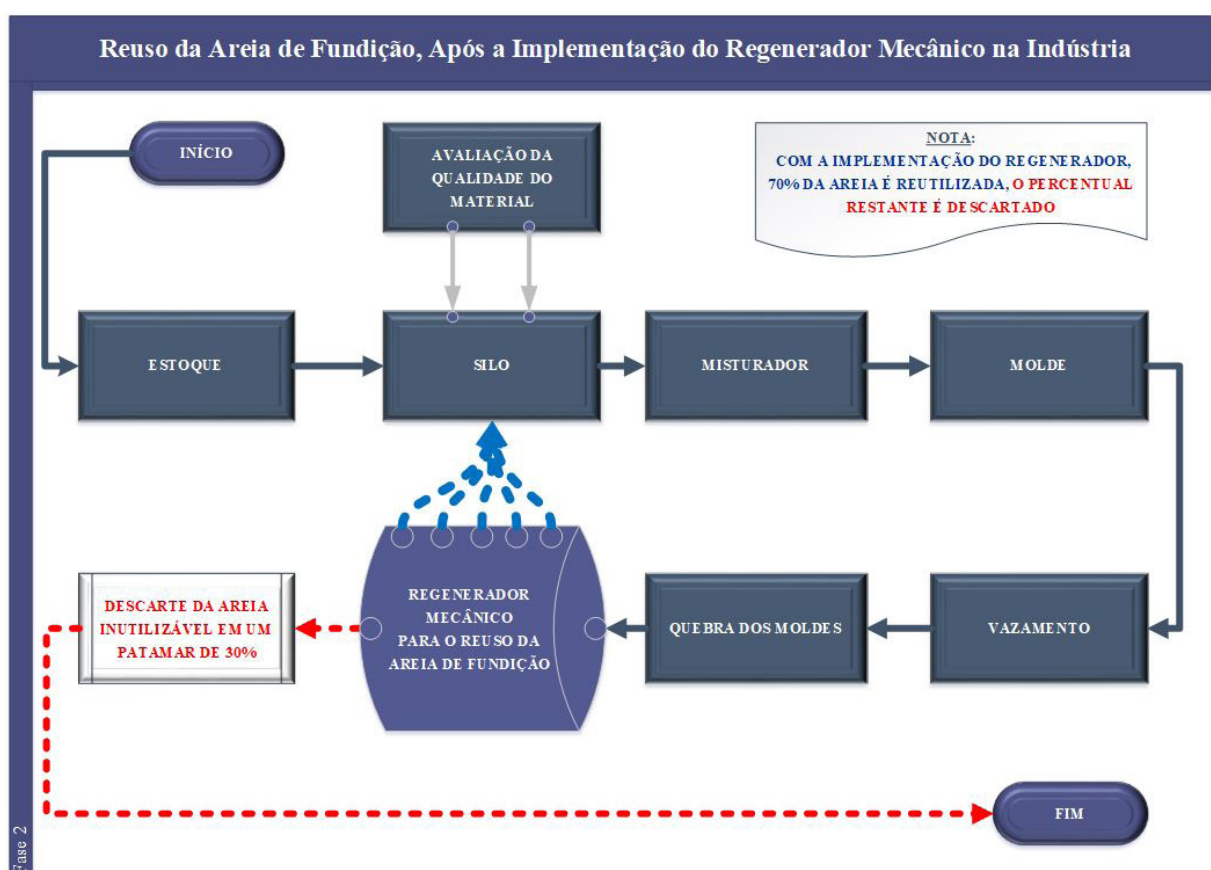 Reuso da Areia de Fundição, Após a Implementação do Regenerador Mecânico na Indústria
INÍCIO
AVALIAÇÃO DA
QUALIDADE DO
MATERIAL
NOTA:
COM A IMPLEMENTAÇÃO DO REGENERADOR,
70% DA AREIA É REUTILIZADA, O PERCENTUAL
RESTANTE É DESCARTADO
ESTOQUE
SILO
MISTURADOR
MOLDE
DESCARTE DA AREIA
INUTILIZÁVEL EM UM
PATAMAR DE 30%
REGENERADOR
MECÂNICO
PARA O REUSO DA
AREIA DE FUNDIÇÃO
QUEBRA DOS MOLDES
VAZAMENTO
FIM
Fase 2